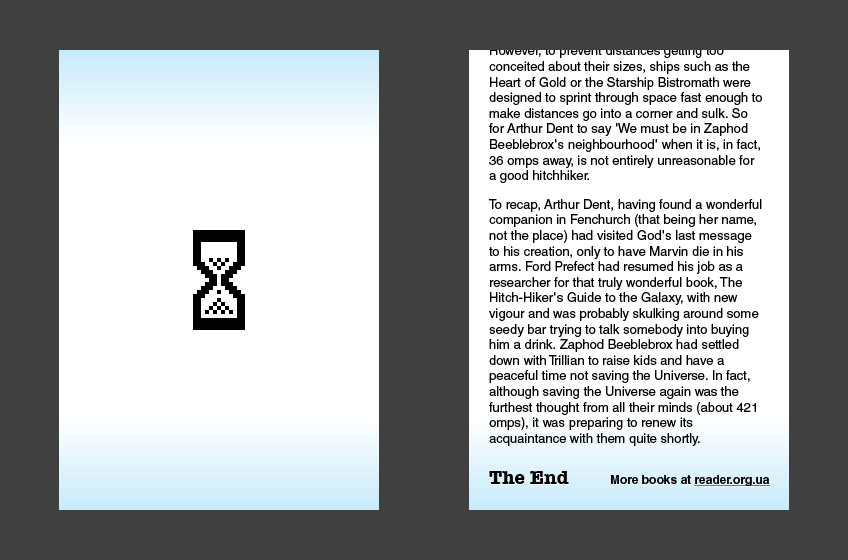 However, to prevent distances getting too
conceited about their sizes, ships such as the
Heart of Gold or the Starship Bistromath were
designed to sprint through space fast enough to
make distances go into a corner and sulk. So
for Arthur Dent to say 'We must be in Zaphod
Beeblebrox's neighbourhood' when it is, in fact,
36 omps away, is not entirely unreasonable for
a good hitchhiker.
To recap, Arthur Dent, having found a wonderful
companion in Fenchurch (that being her name,
not the place) had visited God's last message
to his creation, only to have Marvin die in his
arms. Ford Prefect had resumed his job as a
researcher for that truly wonderful book, The
Hitch-Hiker's Guide to the Galaxy, with new
vigour and was probably skulking around some
seedy bar trying to talk somebody into buying
him a drink. Zaphod Beeblebrox had settled
down with Trillian to raise kids and have a
peaceful time not saving the Universe. In fact,
although saving the Universe again was the
furthest thought from all their minds (about 421
omps), it was preparing to renew its
acquaintance with them quite shortly.
The End
More books at reader.org.ua